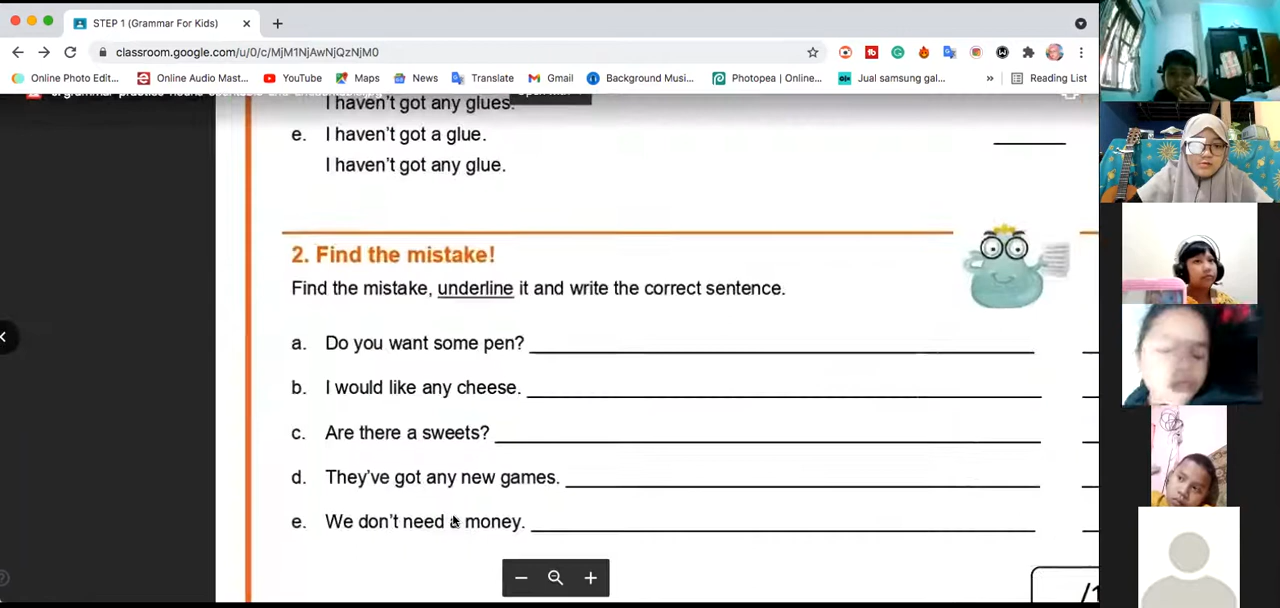 STEP 1 (Grammar For Kids)
classroom.google.com/u/0/c/MjM1NjAwNjQzNjM0
Online Photo Edit... Online Audio Mast... YouTube Maps News Translate Gmail Background Musi... Photopea | Online... Jual samsung gal... » Reading List
I haven't got any glues.
e. I haven't got a glue.
I haven't got any glue.
2. Find the mistake!
Find the mistake, underline it and write the correct sentence.
a. Do you want some pen?
b. I would like any cheese.
c. Are there a sweets?
d. They've got any new games.
e. We don't need a money.